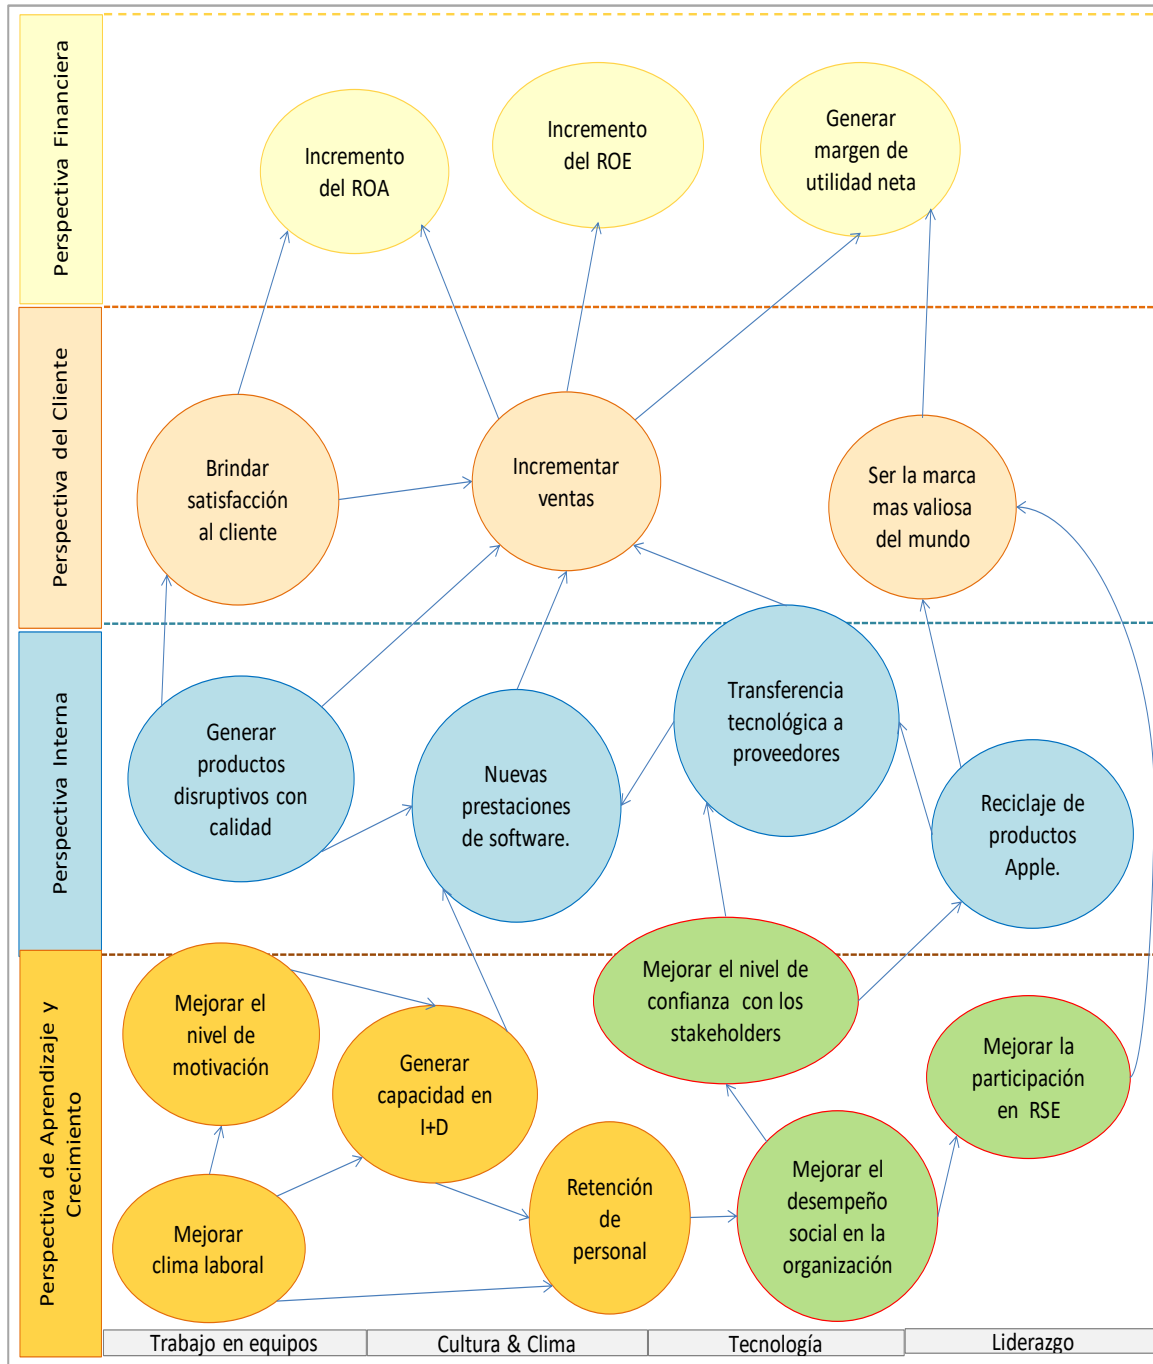 Perspectiva Financiera
Incremento
del ROA
Incremento
del ROE
Generar
margen de
utilidad neta
Perspectiva del Cliente
Brindar
satisfacción
al cliente
Incrementar
ventas
Ser la marca
mas valiosa
del mundo
Perspectiva Interna
Generar
productos
disruptivos con
calidad
Nuevas
prestaciones
de software.
Transferencia
tecnológica a
proveedores
Reciclaje de
productos
Apple.
Perspectiva de Aprendizaje y
Crecimiento
Mejorar el
nivel de
motivación
Generar
capacidad en
I+D
Mejorar el nivel de
confianza con los
stakeholders
Mejorar la
participación
en RSE
Mejorar
clima laboral
Retención
de
personal
Mejorar el
desempeño
social en la
organización
Trabajo en equipos
Cultura & Clima
Tecnología
Liderazgo